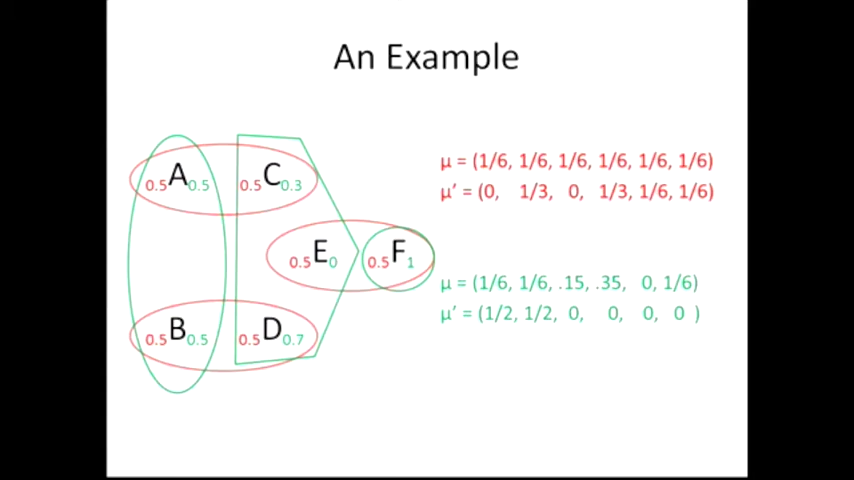 An Example
0.5A0.5 0.5C0.3
0.5E0 0.5F1
0.5B0.5 0.5D0.7
μ = (1/6, 1/6, 1/6, 1/6, 1/6, 1/6)
μ' = (0, 1/3, 0, 1/3, 1/6, 1/6)
μ = (1/6, 1/6, .15, .35, 0, 1/6)
μ' = (1/2, 1/2, 0, 0, 0, 0 )